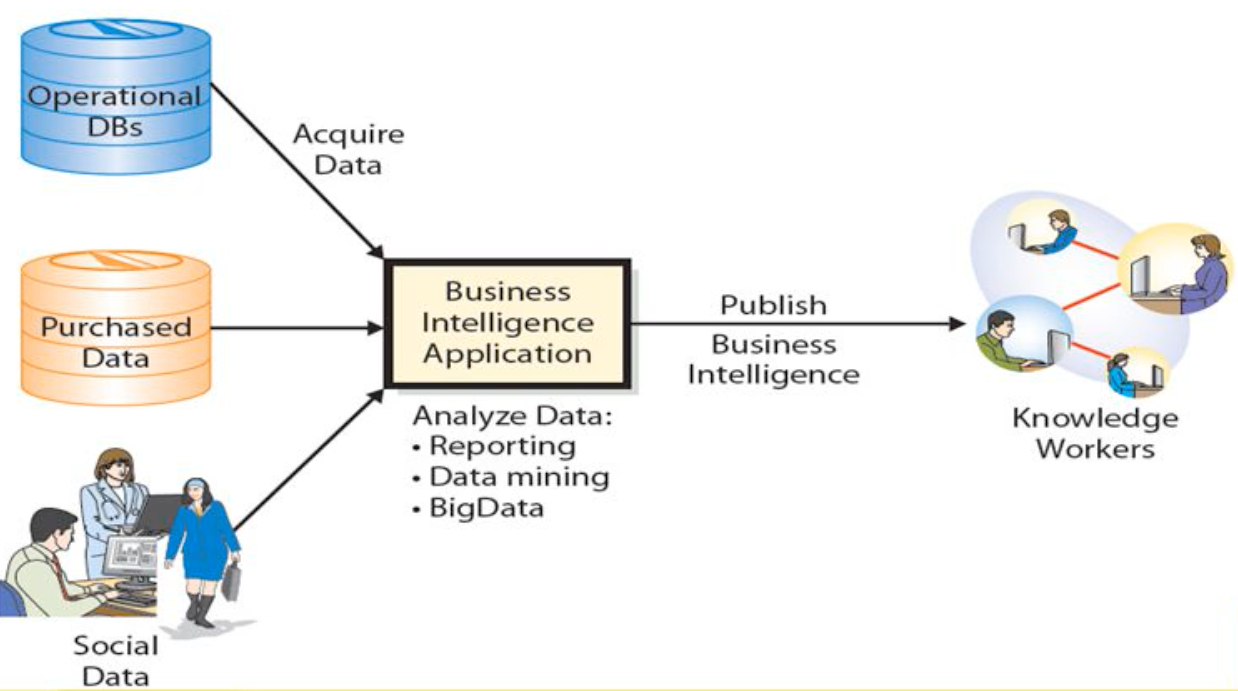 Operational
DBs
Acquire
Data
Purchased
Data
Business
Intelligence
Application
Publish
Business
Intelligence
Analyze Data:
• Reporting
• Data mining
• BigData
Knowledge
Workers
Social
Data